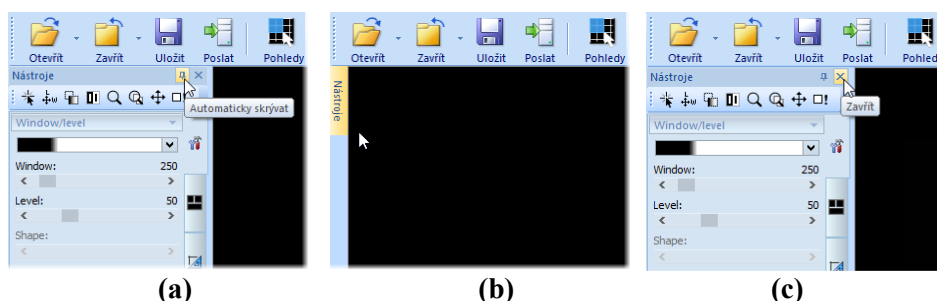 Otevřít Zavřít Uložit Poslat Pohledy
Nástroje
Automaticky skrývat
Window/level
Window: 250
Level: 50
Shape:
(a)
Otevřít Zavřít Uložit Poslat Pohledy
Nástroje
(b)
Otevřít Zavřít Uložit Poslat Pohled
Nástroje
Zavřít
Window/level
Window: 250
Level: 50
Shape:
(c)